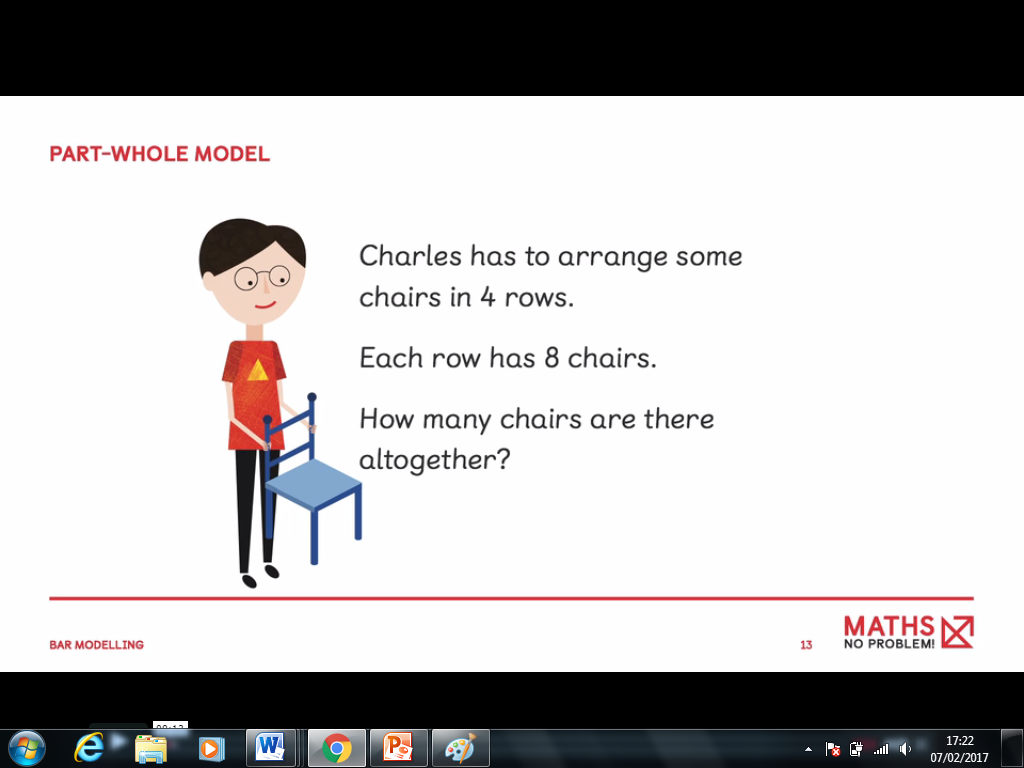 PART-WHOLE MODEL
Charles has to arrange some
chairs in 4 rows.
Each row has 8 chairs.
How many chairs are there
altogether?
BAR MODELLING
13
MATHS
NO PROBLEM!
17:22
07/02/2017